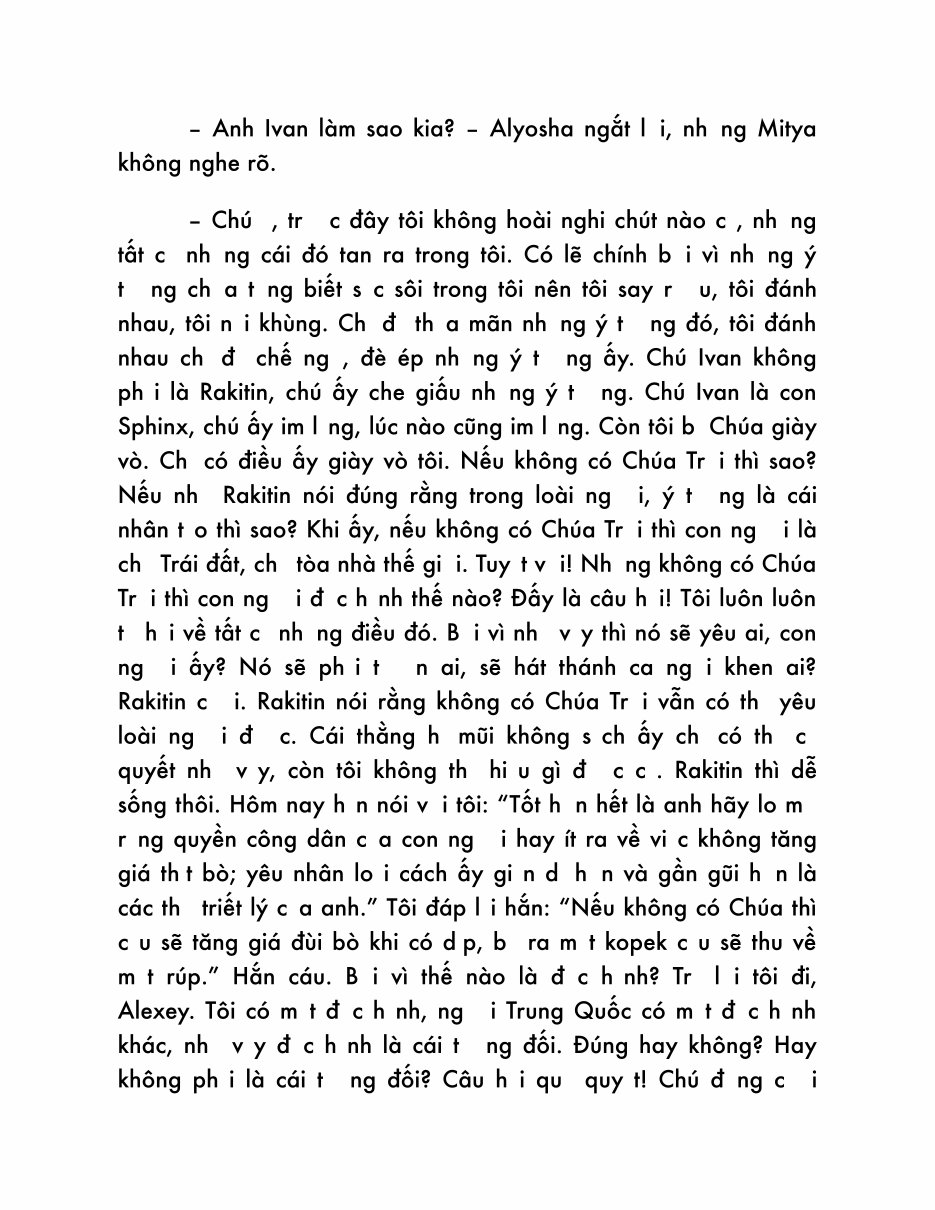 – Anh Ivan làm sao kia? – Alyosha ngắt l i, nh ng Mitya
không nghe rõ.
– Chú , tr c đây tôi không hoài nghi chút nào c , nh ng
tất c nh ng cái đó tan ra trong tôi. Có lẽ chính b i vì nh ng ý
t ng ch a t ng biết s c sôi trong tôi nên tôi say r u, tôi đánh
nhau, tôi n i khùng. Ch đ th a mãn nh ng ý t ng đó, tôi đánh
nhau ch đ chế ng , đè ép nh ng ý t ng ấy. Chú Ivan không
ph i là Rakitin, chú ấy che giấu nh ng ý t ng. Chú Ivan là con
Sphinx, chú ấy im l ng, lúc nào cũng im l ng. Còn tôi b Chúa giày
vò. Ch có điều ấy giày vò tôi. Nếu không có Chúa Tr i thì sao?
Nếu nh Rakitin nói đúng rằng trong loài ng i, ý t ng là cái
nhân t o thì sao? Khi ấy, nếu không có Chúa Tr i thì con ng i là
ch Trái đất, ch tòa nhà thế gi i. Tuy t v i! Nh ng không có Chúa
Tr i thì con ng i đ c h nh thế nào? Đấy là câu h i! Tôi luôn luôn
t h i về tất c nh ng điều đó. B i vì nh v y thì nó sẽ yêu ai, con
ng i ấy? Nó sẽ ph i t n ai, sẽ hát thánh ca ng i khen ai?
Rakitin c i. Rakitin nói rằng không có Chúa Tr i vẫn có th yêu
loài ng i đ c. Cái thằng h mũi không s ch ấy ch có th c
quyết nh v y, còn tôi không th hi u gì đ c c . Rakitin thì dễ
sống thôi. Hôm nay h n nói v i tôi: “Tốt h n hết là anh hãy lo m
r ng quyền công dân c a con ng i hay ít ra về vi c không tăng
giá th t bò; yêu nhân lo i cách ấy gi n d h n và gần gũi h n là
các th triết lý c a anh.” Tôi đáp l i hắn: “Nếu không có Chúa thì
c u sẽ tăng giá đùi bò khi có d p, b ra m t kopek c u sẽ thu về
m t rúp.” Hắn cáu. B i vì thế nào là đ c h nh? Tr l i tôi đi,
Alexey. Tôi có m t đ c h nh, ng i Trung Quốc có m t đ c h nh
khác, nh v y đ c h nh là cái t ng đối. Đúng hay không? Hay
không ph i là cái t ng đối? Câu h i qu quy t! Chú đ ng c i